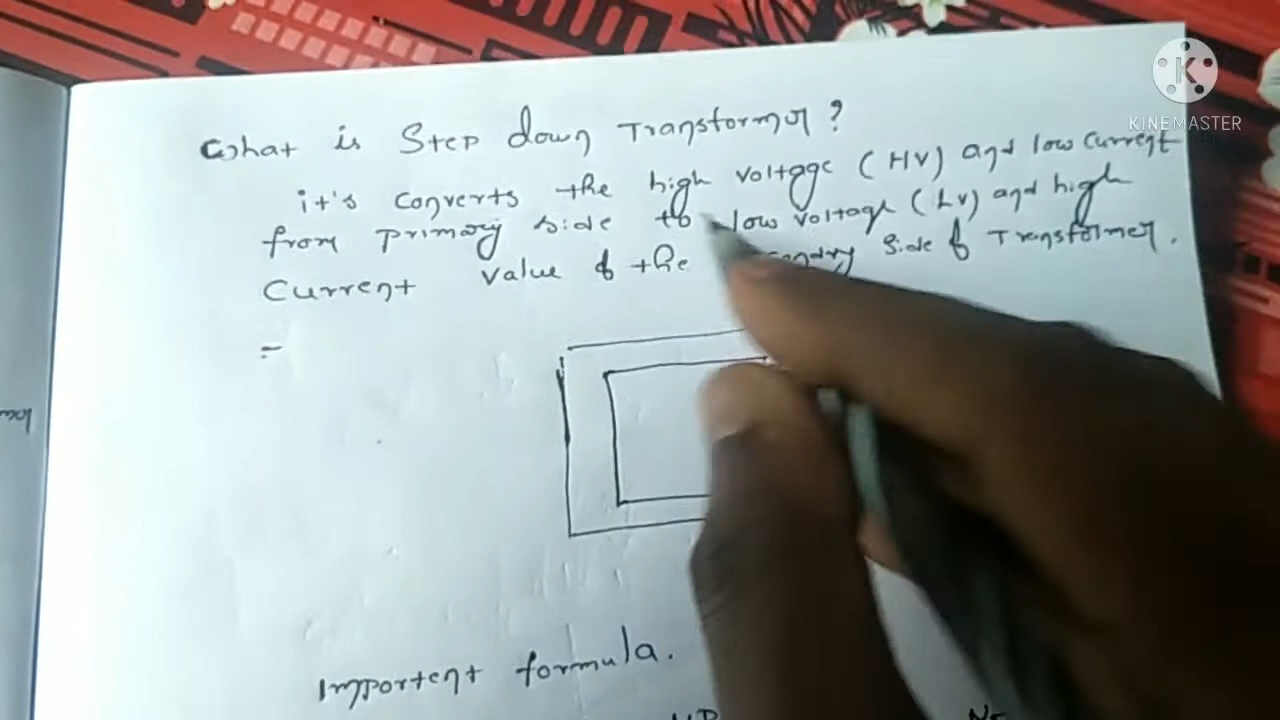 KINEMASTER
What is Step down Transformer?
it's converts the high voltage (HV) and low current
from primary side to low voltage (LV) and high
current value of the side of Transformer.
Importent formula.